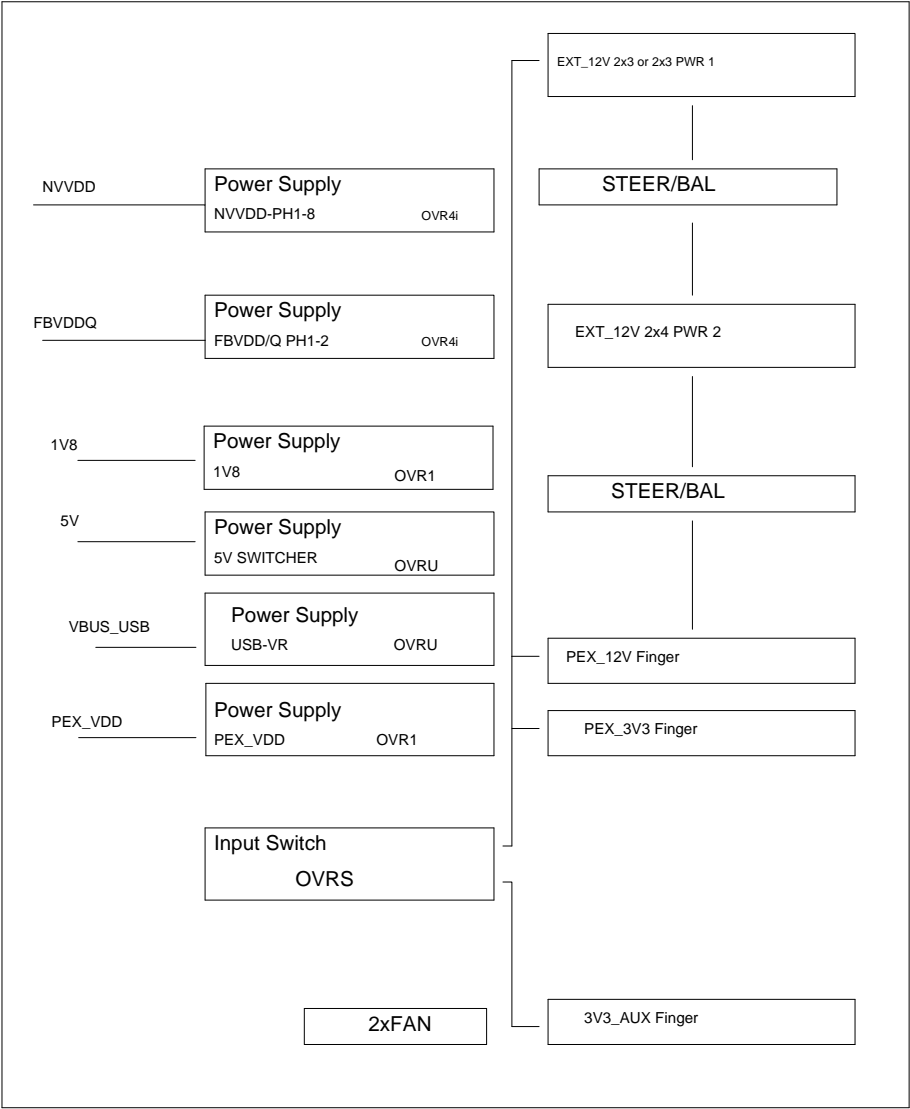 EXT_12V 2x3 or 2x3 PWR 1
NVVDD
Power Supply
NVVDD-PH1-8 OVR4i
STEER/BAL
FBVDDQ
Power Supply
FBVDD/Q PH1-2 OVR4i
EXT_12V 2x4 PWR 2
1V8
Power Supply
1V8 OVR1
STEER/BAL
5V
Power Supply
5V SWITCHER OVRU
VBUS_USB
Power Supply
USB-VR OVRU
PEX_12V Finger
PEX_VDD
Power Supply
PEX_VDD OVR1
PEX_3V3 Finger
Input Switch
OVRS
2xFAN
3V3_AUX Finger